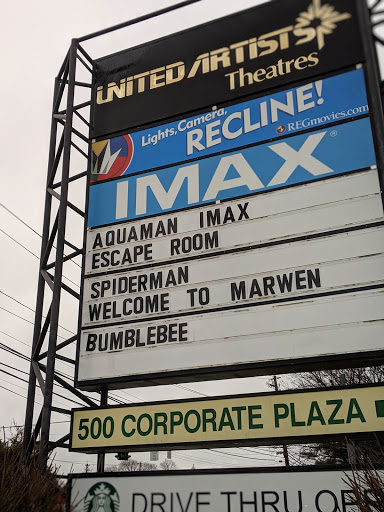 UNITED ARTISTS
Theatres
Lights, Camera,
RECLINE!
REGmovies.com
IMAX®
AQUAMAN IMAX
ESCAPE ROOM
SPIDERMAN
WELCOME TO MARWEN
BUMBLEBEE
500 CORPORATE PLAZA
DRIVE THRU